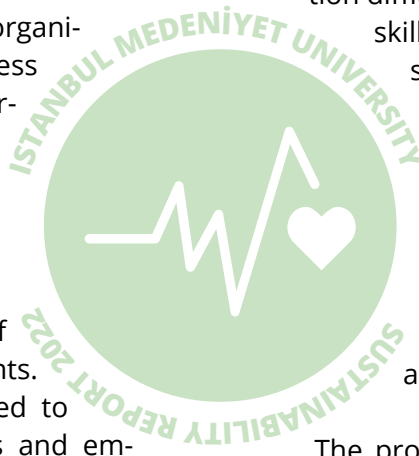 organi-
ess
r-
f
nts.
ed to
s and em-
tion dim
skill
s
a
The pro
ISTANBUL MEDENİYET UNIVERSITY
SUSTAINABILITY REPORT 2022